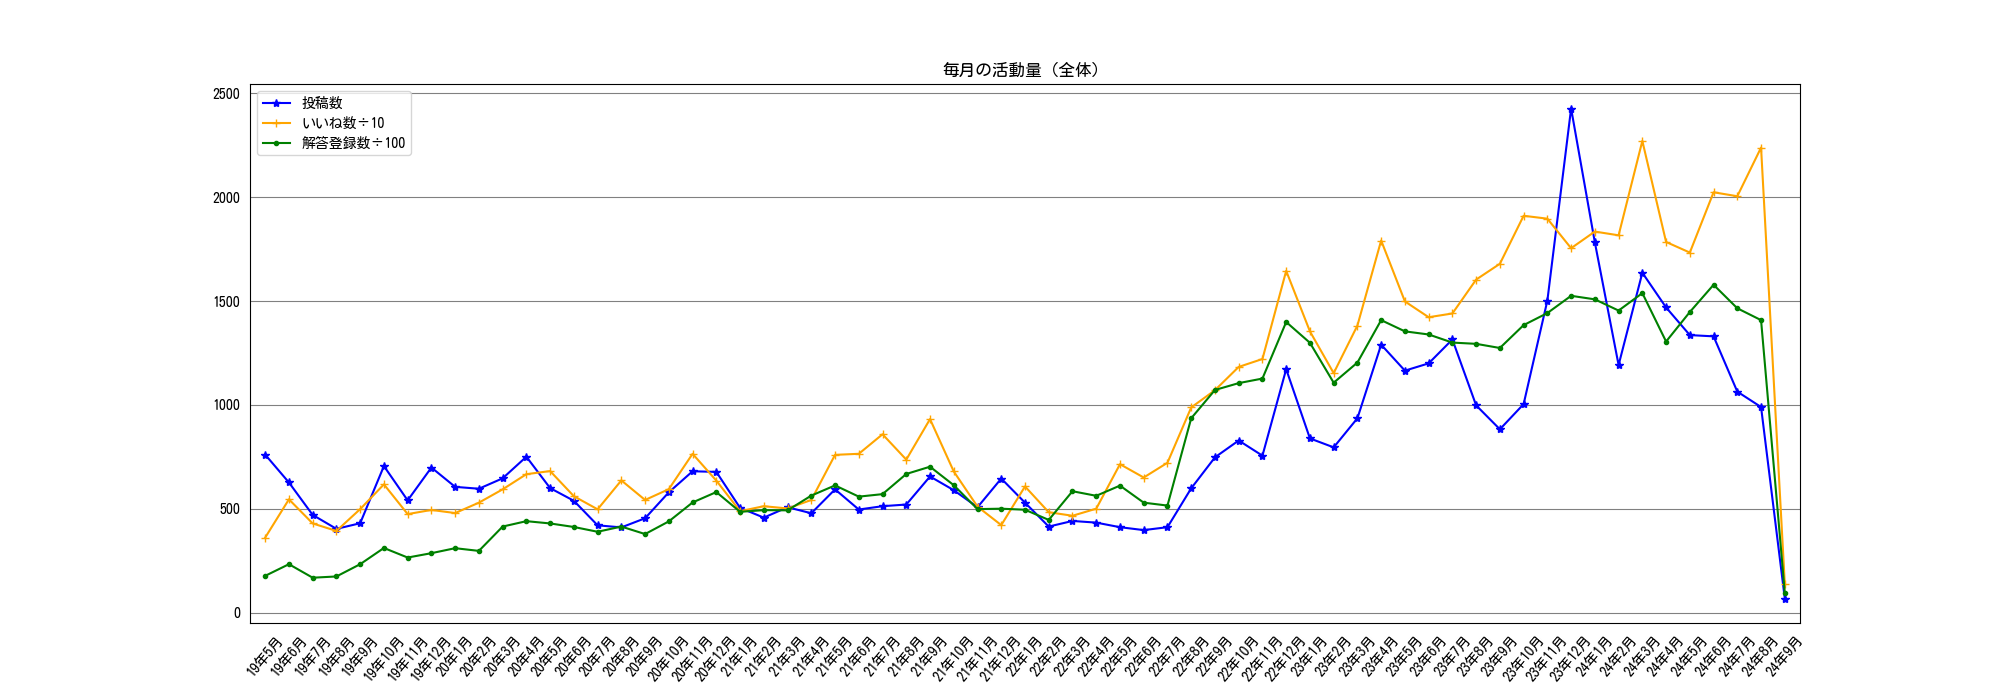 毎月の活動量（全体）
2500
2000
1500
1000
500
0
投稿数
いいね数÷10
解答登録数÷100
19年5月
19年6月
19年7月
19年8月
19年9月
19年10月
19年11月
19年12月
20年1月
20年2月
20年3月
20年4月
20年5月
20年6月
20年7月
20年8月
20年9月
20年10月
20年11月
20年12月
21年1月
21年2月
21年3月
21年4月
21年5月
21年6月
21年7月
21年8月
21年9月
21年10月
21年11月
21年12月
22年1月
22年2月
22年3月
22年4月
22年5月
22年6月
22年7月
22年8月
22年9月
22年10月
22年11月
22年12月
23年1月
23年2月
23年3月
23年4月
23年5月
23年6月
23年7月
23年8月
23年9月
23年10月
23年11月
23年12月
24年1月
24年2月
24年3月
24年4月
24年5月
24年6月
24年7月
24年8月
24年9月